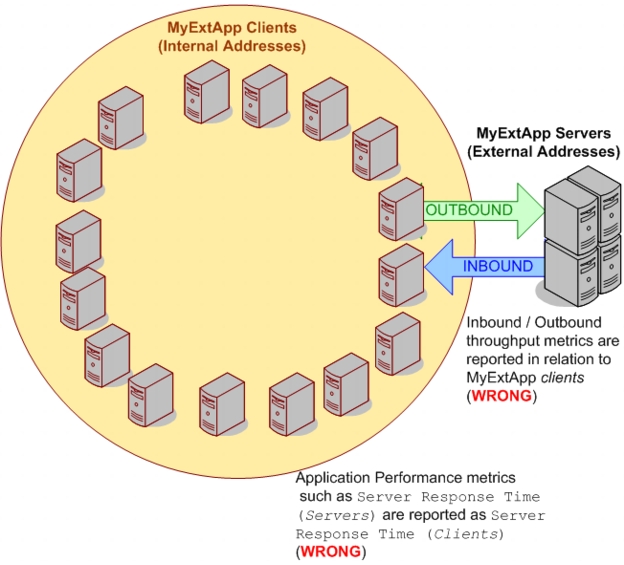 MyExtApp Clients
(Internal Addresses)
MyExtApp Servers
(External Addresses)
OUTBOUND
INBOUND
Inbound / Outbound
throughput metrics are
reported in relation to
MyExtApp clients
(WRONG)
Application Performance metrics
such as Server Response Time
(Servers) are reported as Server
Response Time (Clients)
(WRONG)